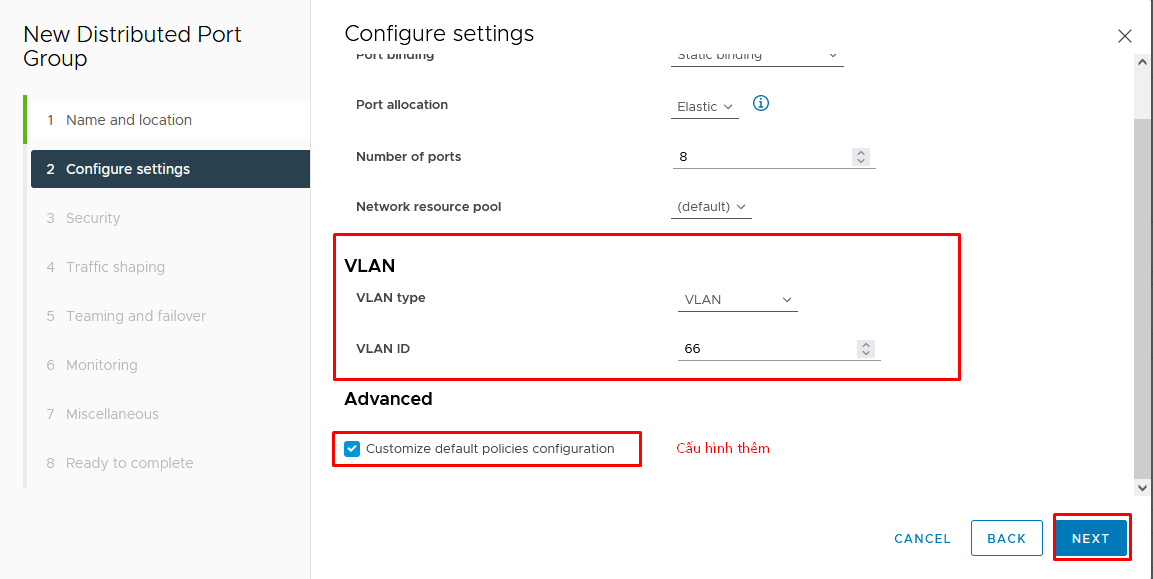 New Distributed Port
Group
1 Name and location
2 Configure settings
3 Security
4 Traffic shaping
5 Teaming and failover
6 Monitoring
7 Miscellaneous
8 Ready to complete
Configure settings
Port binding Static binding
Port allocation Elastic
Number of ports 8
Network resource pool (default)
VLAN
VLAN type VLAN
VLAN ID 66
Advanced
Customize default policies configuration Cấu hình thêm
CANCEL BACK NEXT